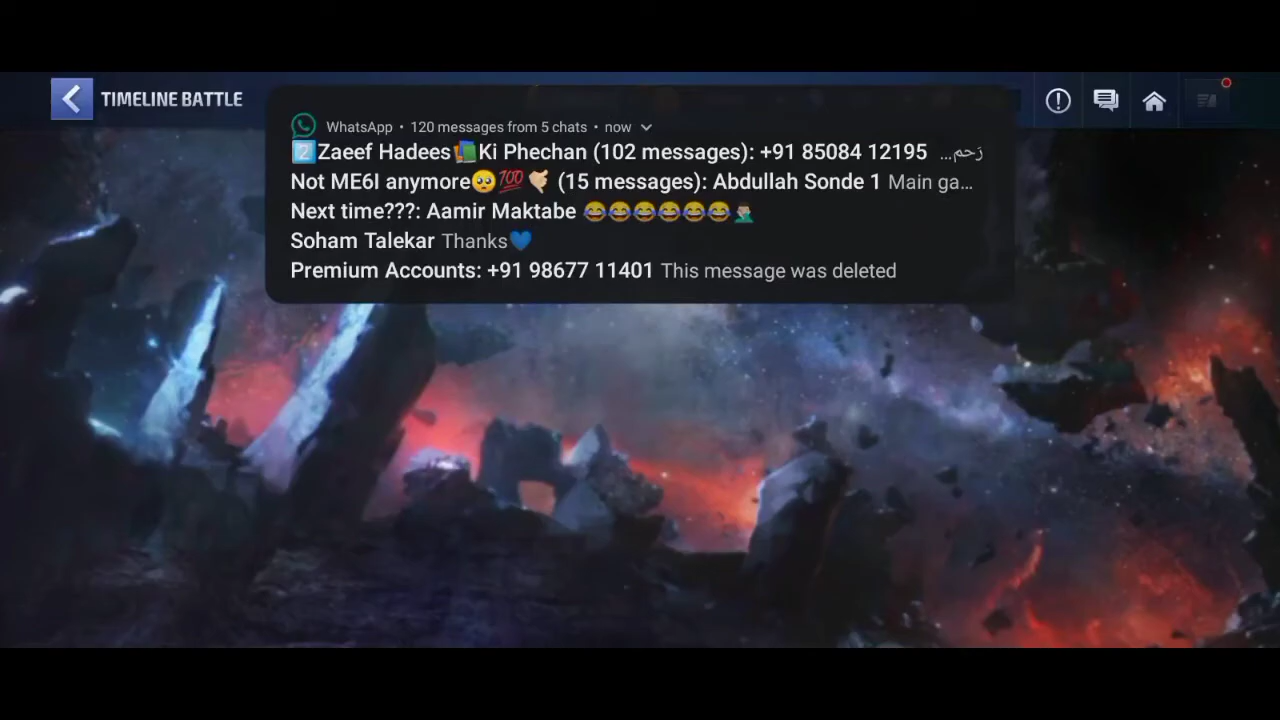 TIMELINE BATTLE
WhatsApp • 120 messages from 5 chats • now
2️⃣Zaeef Hadees📚Ki Phechan (102 messages): +91 85084 12195 رَحم...
Not ME6I anymore🥺💯🤙🏻 (15 messages): Abdullah Sonde 1 Main ga...
Next time???: Aamir Maktabe 😂😂😂😂😂😂🤦🏻‍♂️
Soham Talekar Thanks💙
Premium Accounts: +91 98677 11401 This message was deleted